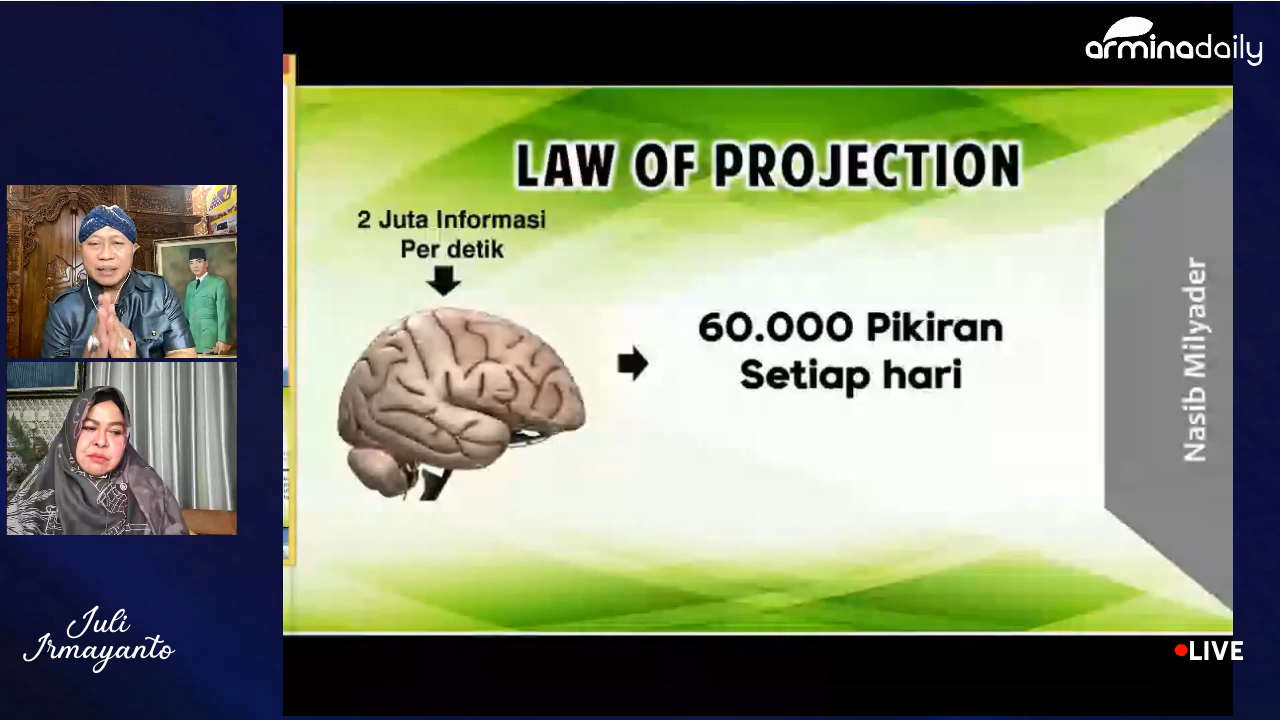 arminadaily
LAW OF PROJECTION
2 Juta Informasi
Per detik
60.000 Pikiran
Setiap hari
Nasib Milyader
Juli
Irmayanto
LIVE